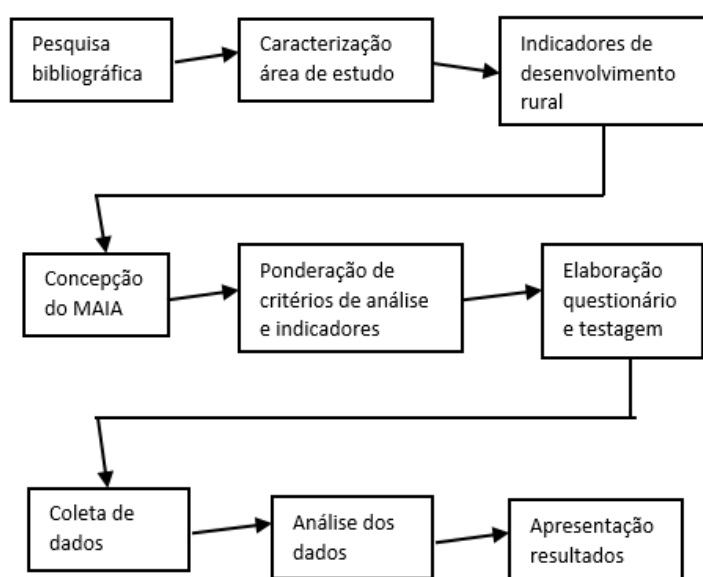 Pesquisa
bibliográfica
Caracterização
área de estudo
Indicadores de
desenvolvimento
rural
Concepção
do MAIA
Ponderação de
critérios de análise
e indicadores
Elaboração
questionário
e testagem
Coleta de
dados
Análise dos
dados
Apresentação
resultados